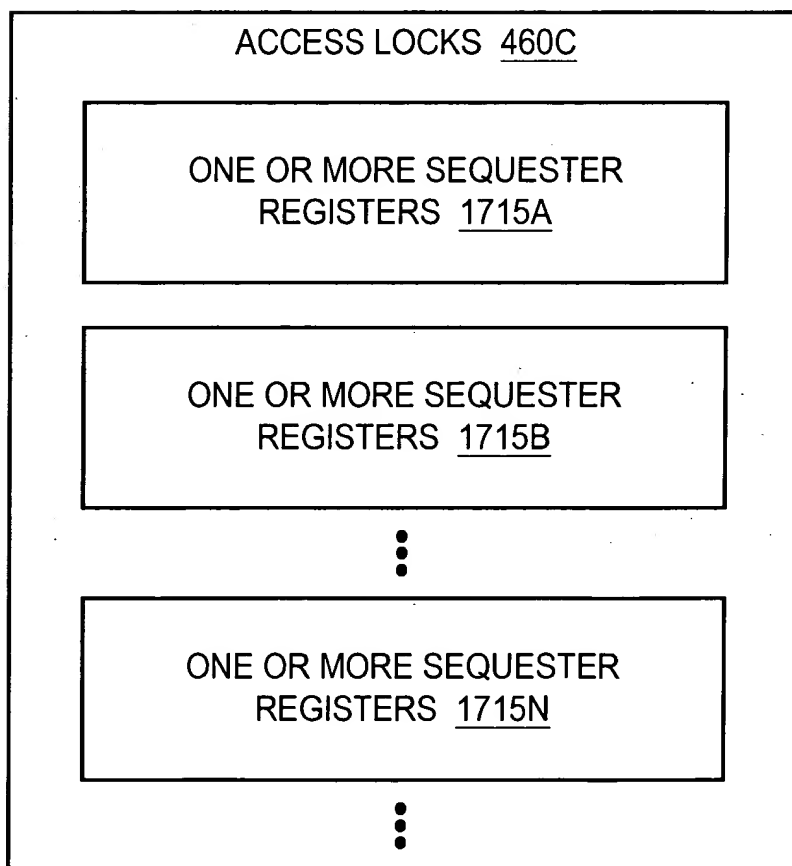 ACCESS LOCKS 460C
ONE OR MORE SEQUESTER
REGISTERS 1715A
ONE OR MORE SEQUESTER
REGISTERS 1715B
ONE OR MORE SEQUESTER
REGISTERS 1715N